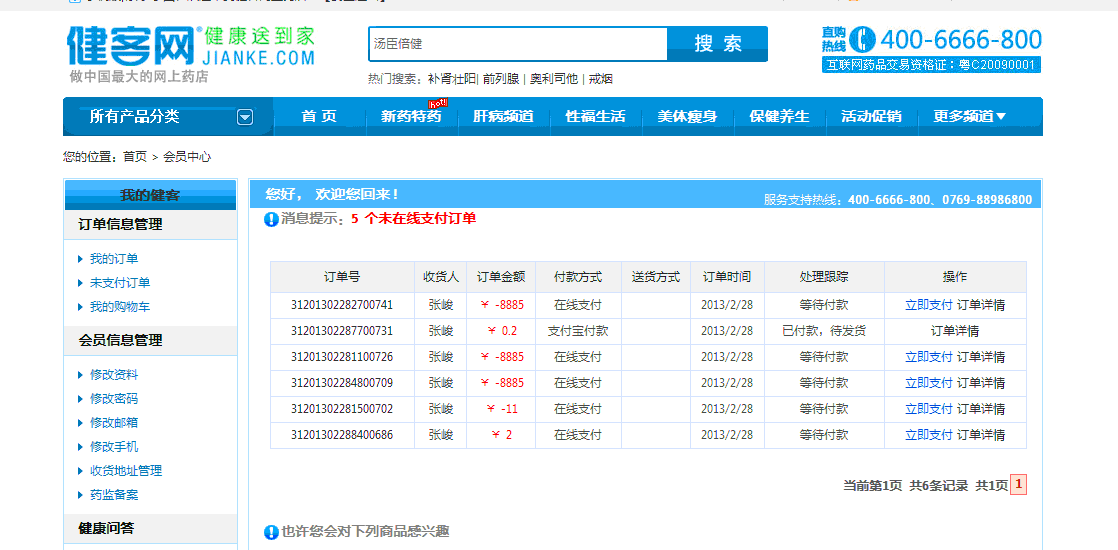 健客网® 健康送到家
JIANKE.COM
做中国最大的网上药店
汤臣倍健 搜 索
热门搜索：补肾壮阳| 前列腺 | 奥利司他 | 戒烟
直购热线 400-6666-800
互联网药品交易资格证：粤C20090001
所有产品分类 首 页 新药特药 hot! 肝病频道 性福生活 美体瘦身 保健养生 活动促销 更多频道▼
您的位置：首页 > 会员中心
我的健客
订单信息管理
我的订单
未支付订单
我的购物车
会员信息管理
修改资料
修改密码
修改邮箱
修改手机
收货地址管理
药监备案
健康问答
您好， 欢迎您回来！
服务支持热线：400-6666-800、0769-88986800
消息提示：5 个未在线支付订单
订单号 收货人 订单金额 付款方式 送货方式 订单时间 处理跟踪 操作
31201302282700741 张峻 ￥ -8885 在线支付 2013/2/28 等待付款 立即支付 订单详情
31201302287700731 张峻 ￥ 0.2 支付宝付款 2013/2/28 已付款，待发货 订单详情
31201302281100726 张峻 ￥ -8885 在线支付 2013/2/28 等待付款 立即支付 订单详情
31201302284800709 张峻 ￥ -8885 在线支付 2013/2/28 等待付款 立即支付 订单详情
31201302281500702 张峻 ￥ -11 在线支付 2013/2/28 等待付款 立即支付 订单详情
31201302288400686 张峻 ￥ 2 在线支付 2013/2/28 等待付款 立即支付 订单详情
当前第1页 共6条记录 共1页 1
也许您会对下列商品感兴趣